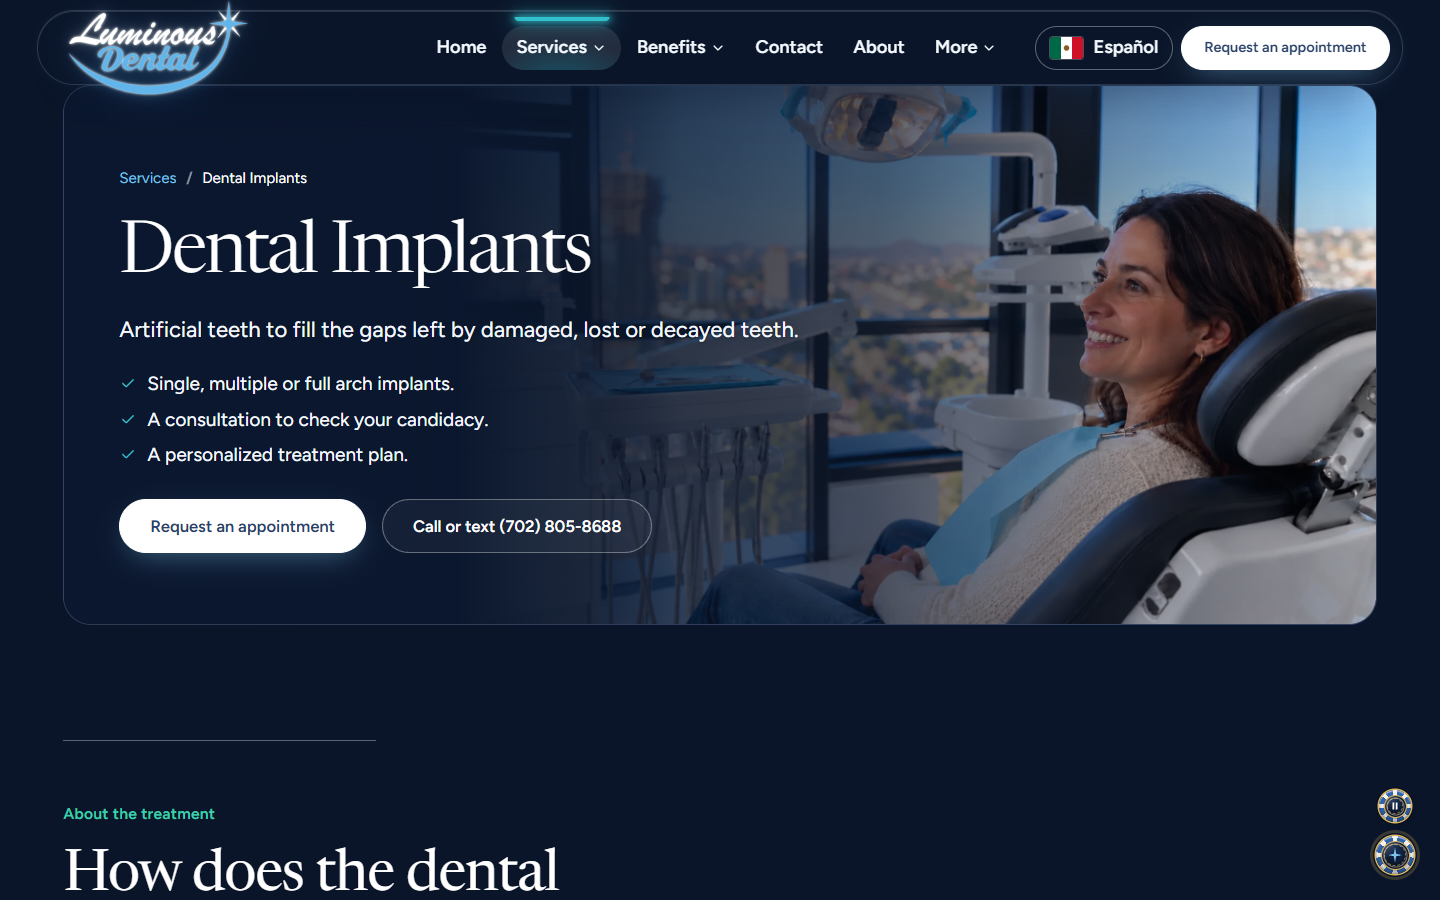 Luminous
Dental
Home
Services
Benefits
Contact
About
More
Español
Request an appointment
Services / Dental Implants
Dental Implants
Artificial teeth to fill the gaps left by damaged, lost or decayed teeth.
Single, multiple or full arch implants.
A consultation to check your candidacy.
A personalized treatment plan.
Request an appointment
Call or text (702) 805-8688
About the treatment
How does the dental